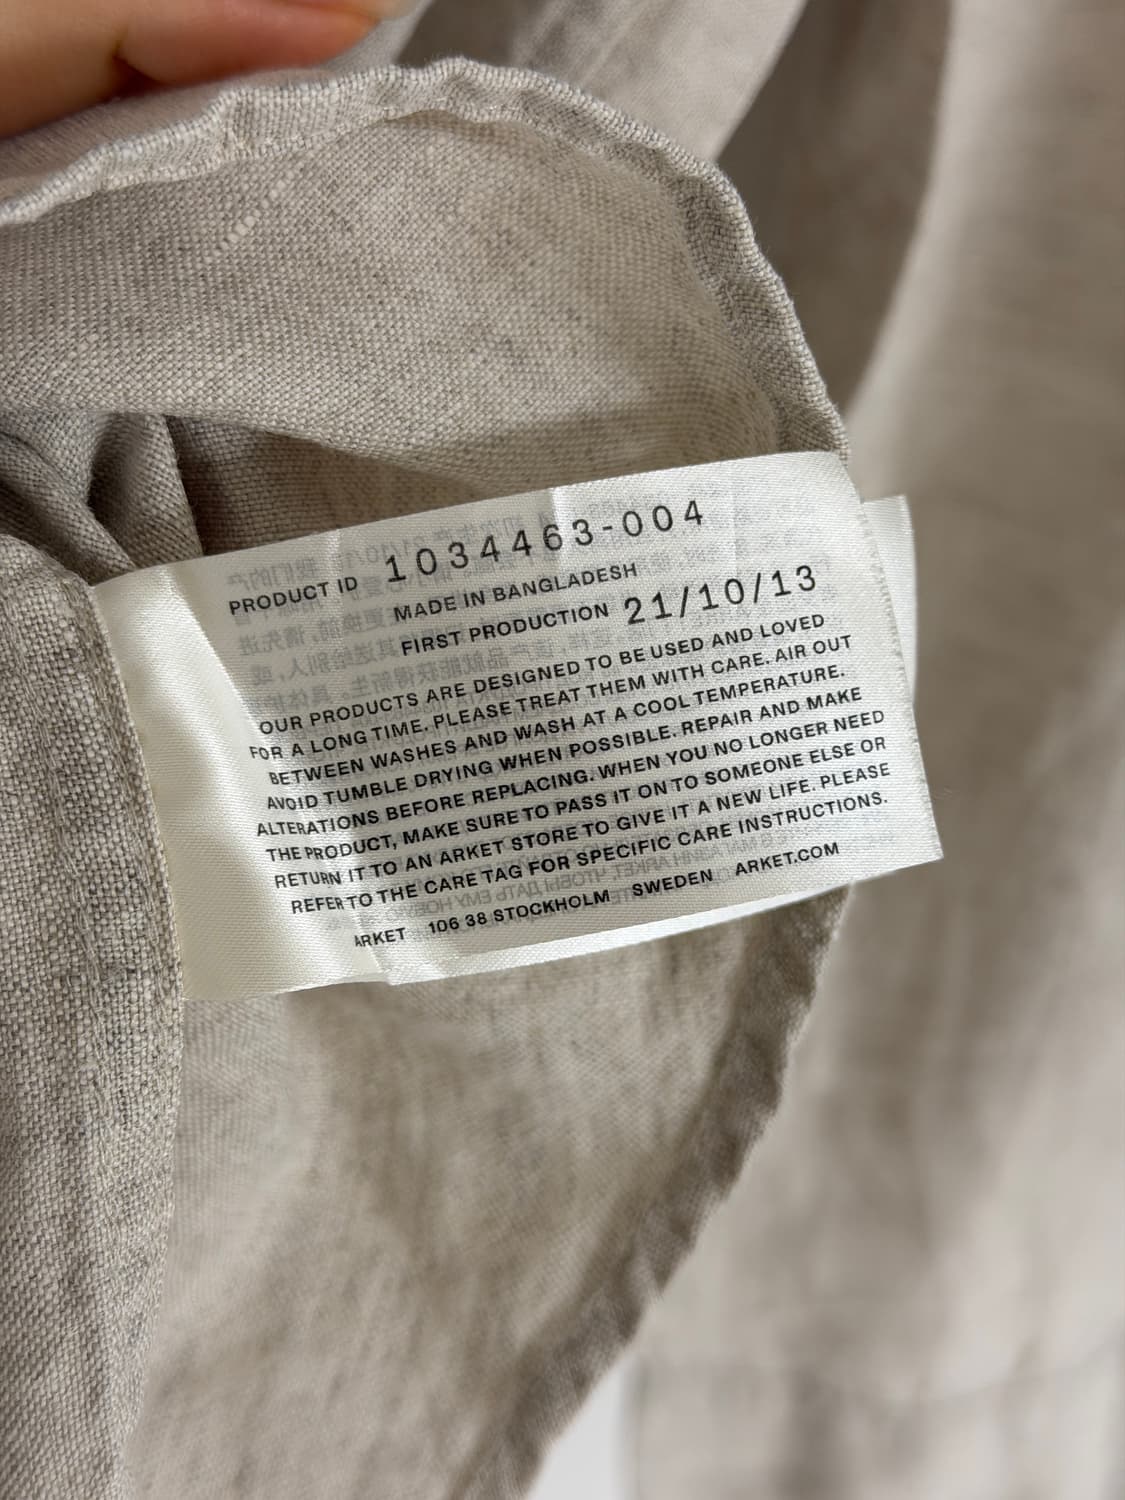 PRODUCT ID 1034463-004
MADE IN BANGLADESH
FIRST PRODUCTION 21/10/13
OUR PRODUCTS ARE DESIGNED TO BE USED AND LOVED
FOR A LONG TIME. PLEASE TREAT THEM WITH CARE. AIR OUT
BETWEEN WASHES AND WASH AT A COOL TEMPERATURE.
AVOID TUMBLE DRYING WHEN POSSIBLE. REPAIR AND MAKE
ALTERATIONS BEFORE REPLACING. WHEN YOU NO LONGER NEED
THE PRODUCT, MAKE SURE TO PASS IT ON TO SOMEONE ELSE OR
RETURN IT TO AN ARKET STORE TO GIVE IT A NEW LIFE. PLEASE
REFER TO THE CARE TAG FOR SPECIFIC CARE INSTRUCTIONS.
ARKET 106 38 STOCKHOLM SWEDEN ARKET.COM